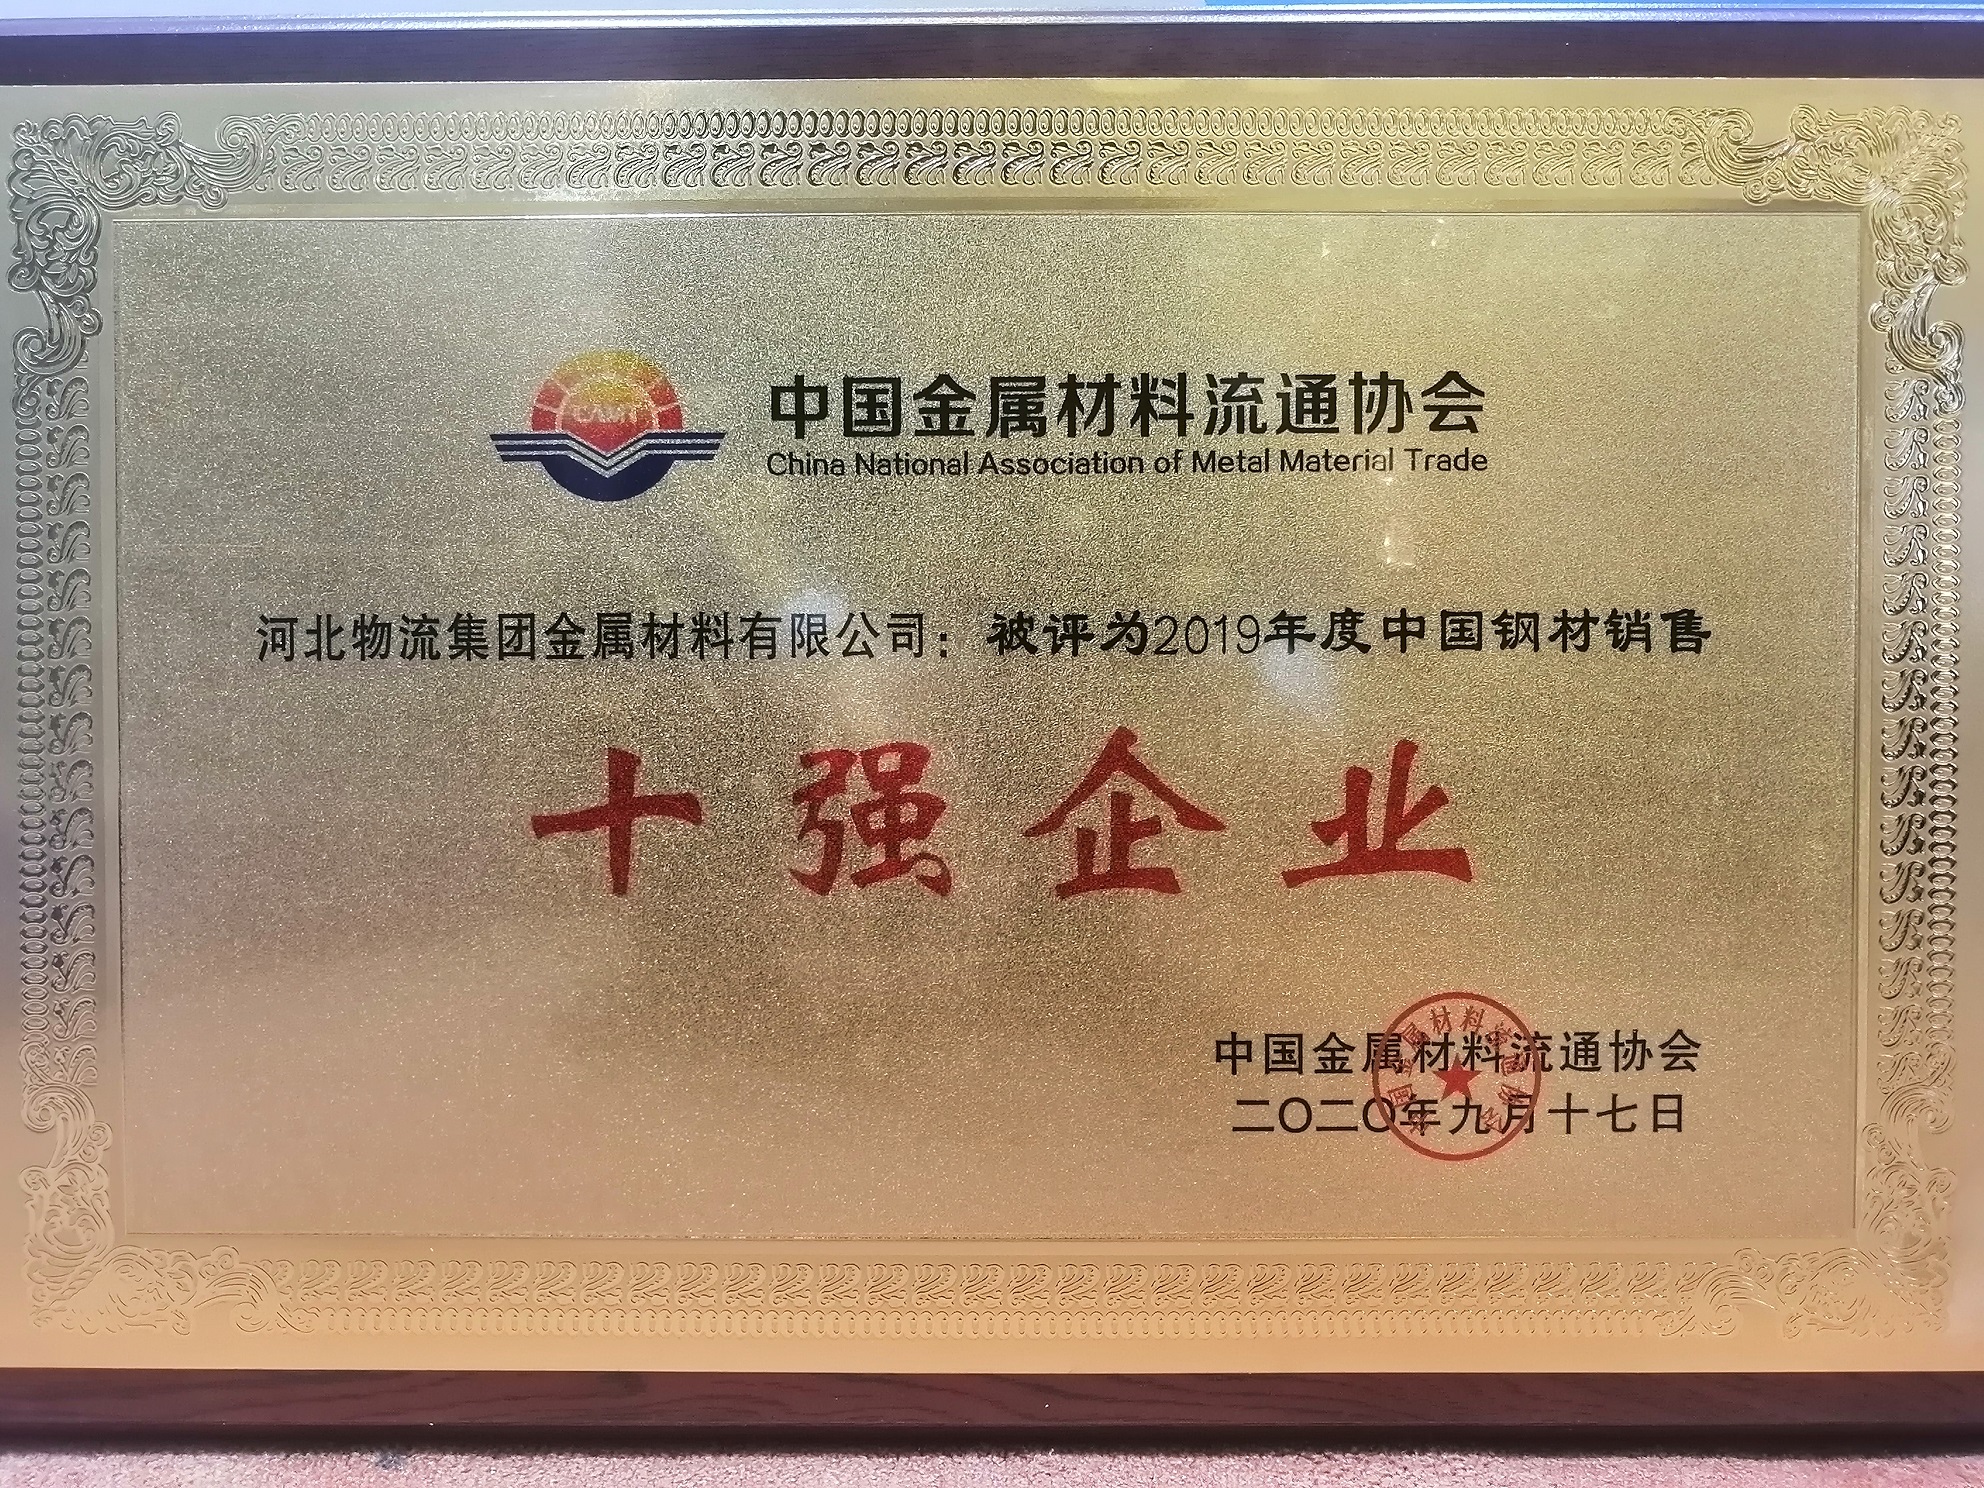 CAMT
中国金属材料流通协会
China National Association of Metal Material Trade
河北物流集团金属材料有限公司：被评为2019年度中国钢材销售
十强企业
中国金属材料流通协会
二〇二〇年九月十七日